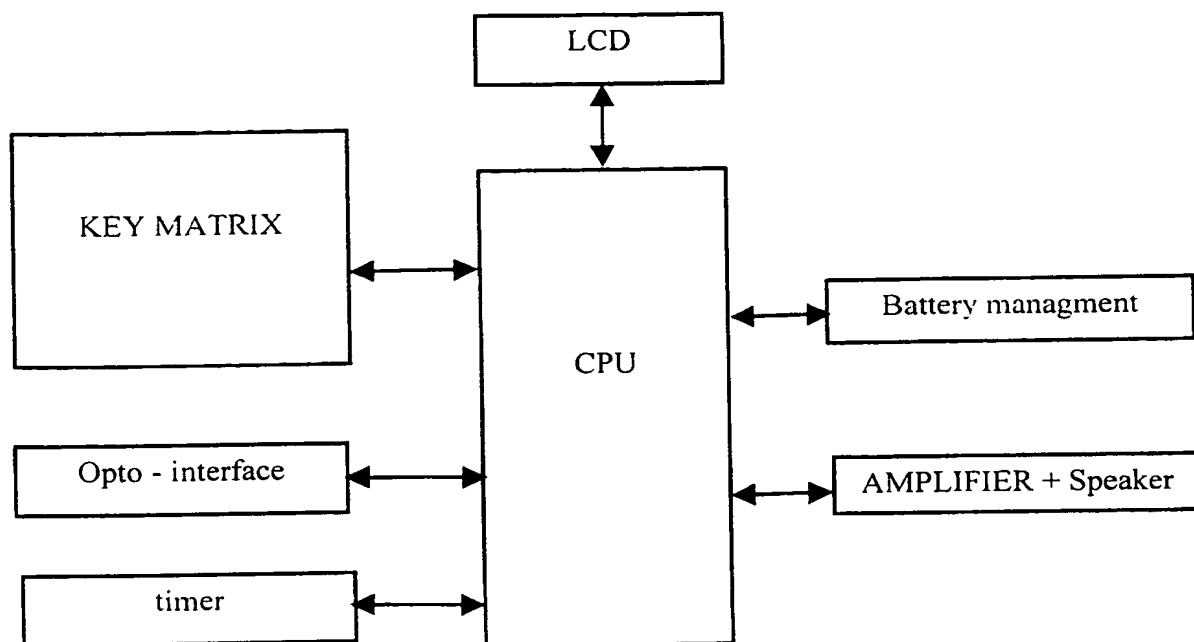 LCD
KEY MATRIX
CPU
Battery managment
Opto - interface
AMPLIFIER + Speaker
timer